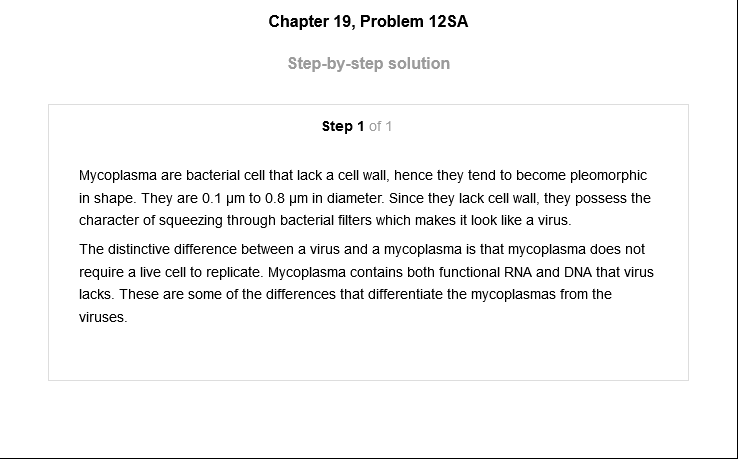 Chapter 19, Problem 12SA
Step-by-step solution
Step 1 of 1
Mycoplasma are bacterial cell that lack a cell wall, hence they tend to become pleomorphic
in shape. They are 0.1 μm to 0.8 μm in diameter. Since they lack cell wall, they possess the
character of squeezing through bacterial filters which makes it look like a virus.
The distinctive difference between a virus and a mycoplasma is that mycoplasma does not
require a live cell to replicate. Mycoplasma contains both functional RNA and DNA that virus
lacks. These are some of the differences that differentiate the mycoplasmas from the
viruses.